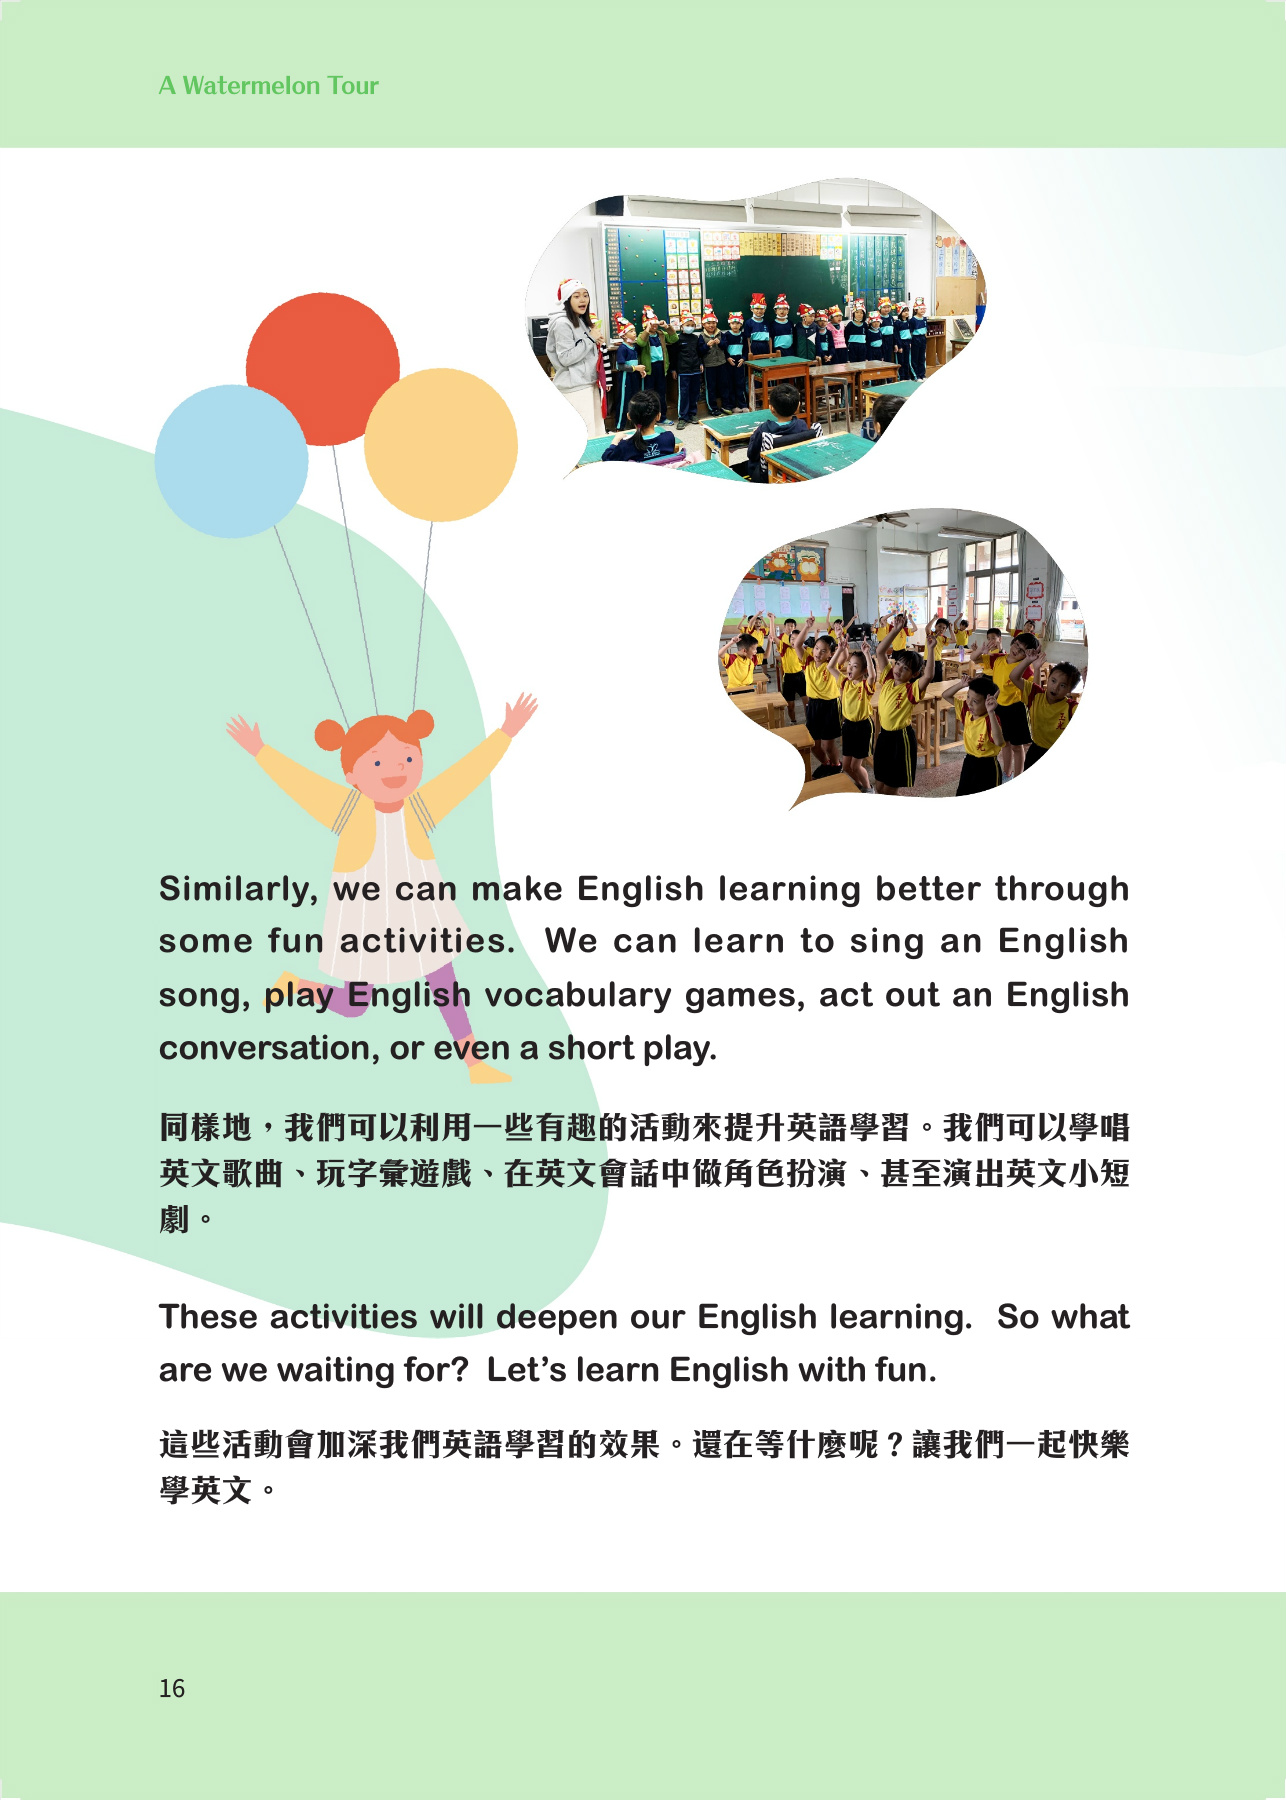 A Watermelon Tour
Similarly, we can make English learning better through
some fun activities. We can learn to sing an English
song, play English vocabulary games, act out an English
conversation, or even a short play.
同樣地，我們可以利用一些有趣的活動來提升英語學習。我們可以學唱
英文歌曲、玩字彙遊戲、在英文會話中做角色扮演、甚至演出英文小短
劇。
These activities will deepen our English learning. So what
are we waiting for? Let’s learn English with fun.
這些活動會加深我們英語學習的效果。還在等什麼呢？讓我們一起快樂
學英文。
16